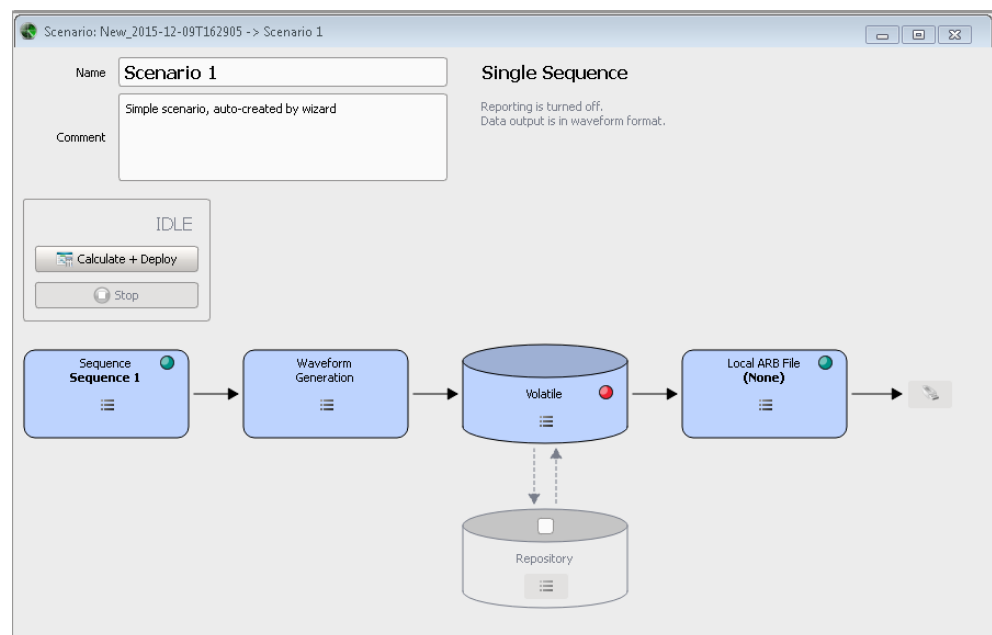 Scenario: New_2015-12-09T162905 -> Scenario 1
Name
Scenario 1
Single Sequence
Comment
Simple scenario, auto-created by wizard
Reporting is turned off.
Data output is in waveform format.
IDLE
Calculate + Deploy
Stop
Sequence
Sequence 1
Waveform
Generation
Volatile
Local ARB File
(None)
Repository